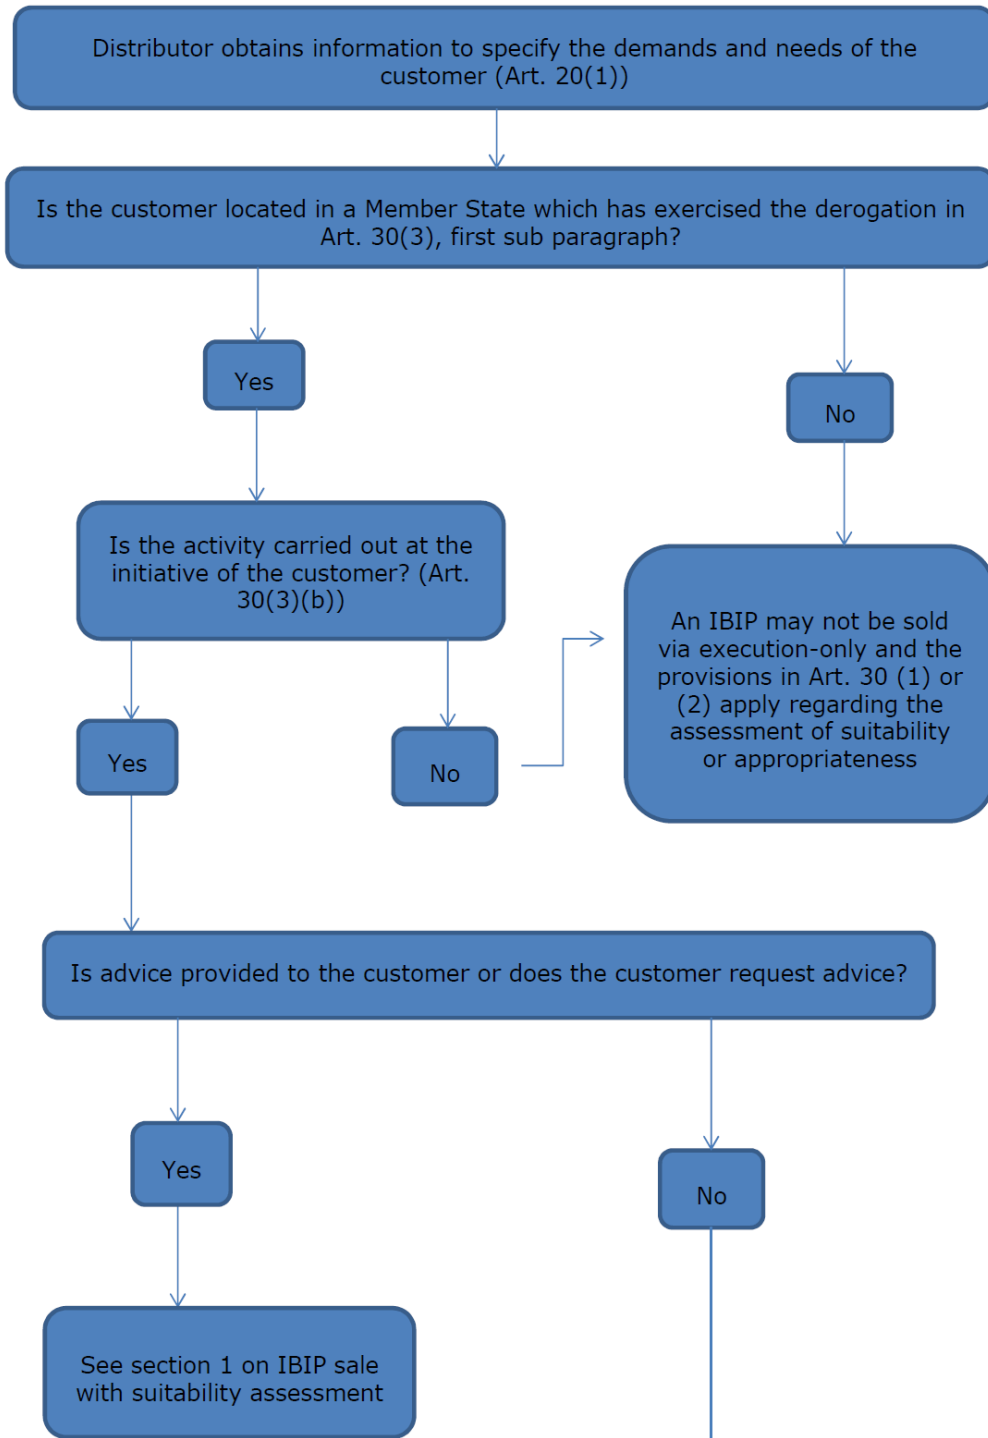 Distributor obtains information to specify the demands and needs of the
customer (Art. 20(1))
Is the customer located in a Member State which has exercised the derogation in
Art. 30(3), first sub paragraph?
Yes
No
Is the activity carried out at the
initiative of the customer? (Art.
30(3)(b))
An IBIP may not be sold
via execution-only and the
provisions in Art. 30 (1) or
(2) apply regarding the
assessment of suitability
or appropriateness
Yes
No
Is advice provided to the customer or does the customer request advice?
Yes
No
See section 1 on IBIP sale
with suitability assessment